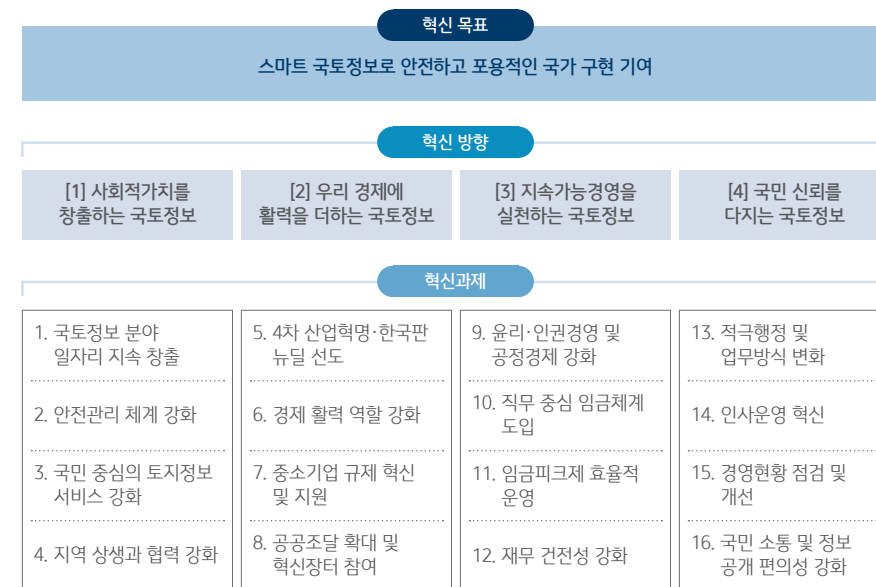 혁신 목표
스마트 국토정보로 안전하고 포용적인 국가 구현 기여
혁신 방향
[1] 사회적가치를
창출하는 국토정보
[2] 우리 경제에
활력을 더하는 국토정보
[3] 지속가능경영을
실천하는 국토정보
[4] 국민 신뢰를
다지는 국토정보
혁신과제
1. 국토정보 분야
일자리 지속 창출
2. 안전관리 체계 강화
3. 국민 중심의 토지정보
서비스 강화
4. 지역 상생과 협력 강화
5. 4차 산업혁명·한국판
뉴딜 선도
6. 경제 활력 역할 강화
7. 중소기업 규제 혁신
및 지원
8. 공공조달 확대 및
혁신장터 참여
9. 윤리·인권경영 및
공정경제 강화
10. 직무 중심 임금체계
도입
11. 임금피크제 효율적
운영
12. 재무 건전성 강화
13. 적극행정 및
업무방식 변화
14. 인사운영 혁신
15. 경영현황 점검 및
개선
16. 국민 소통 및 정보
공개 편의성 강화